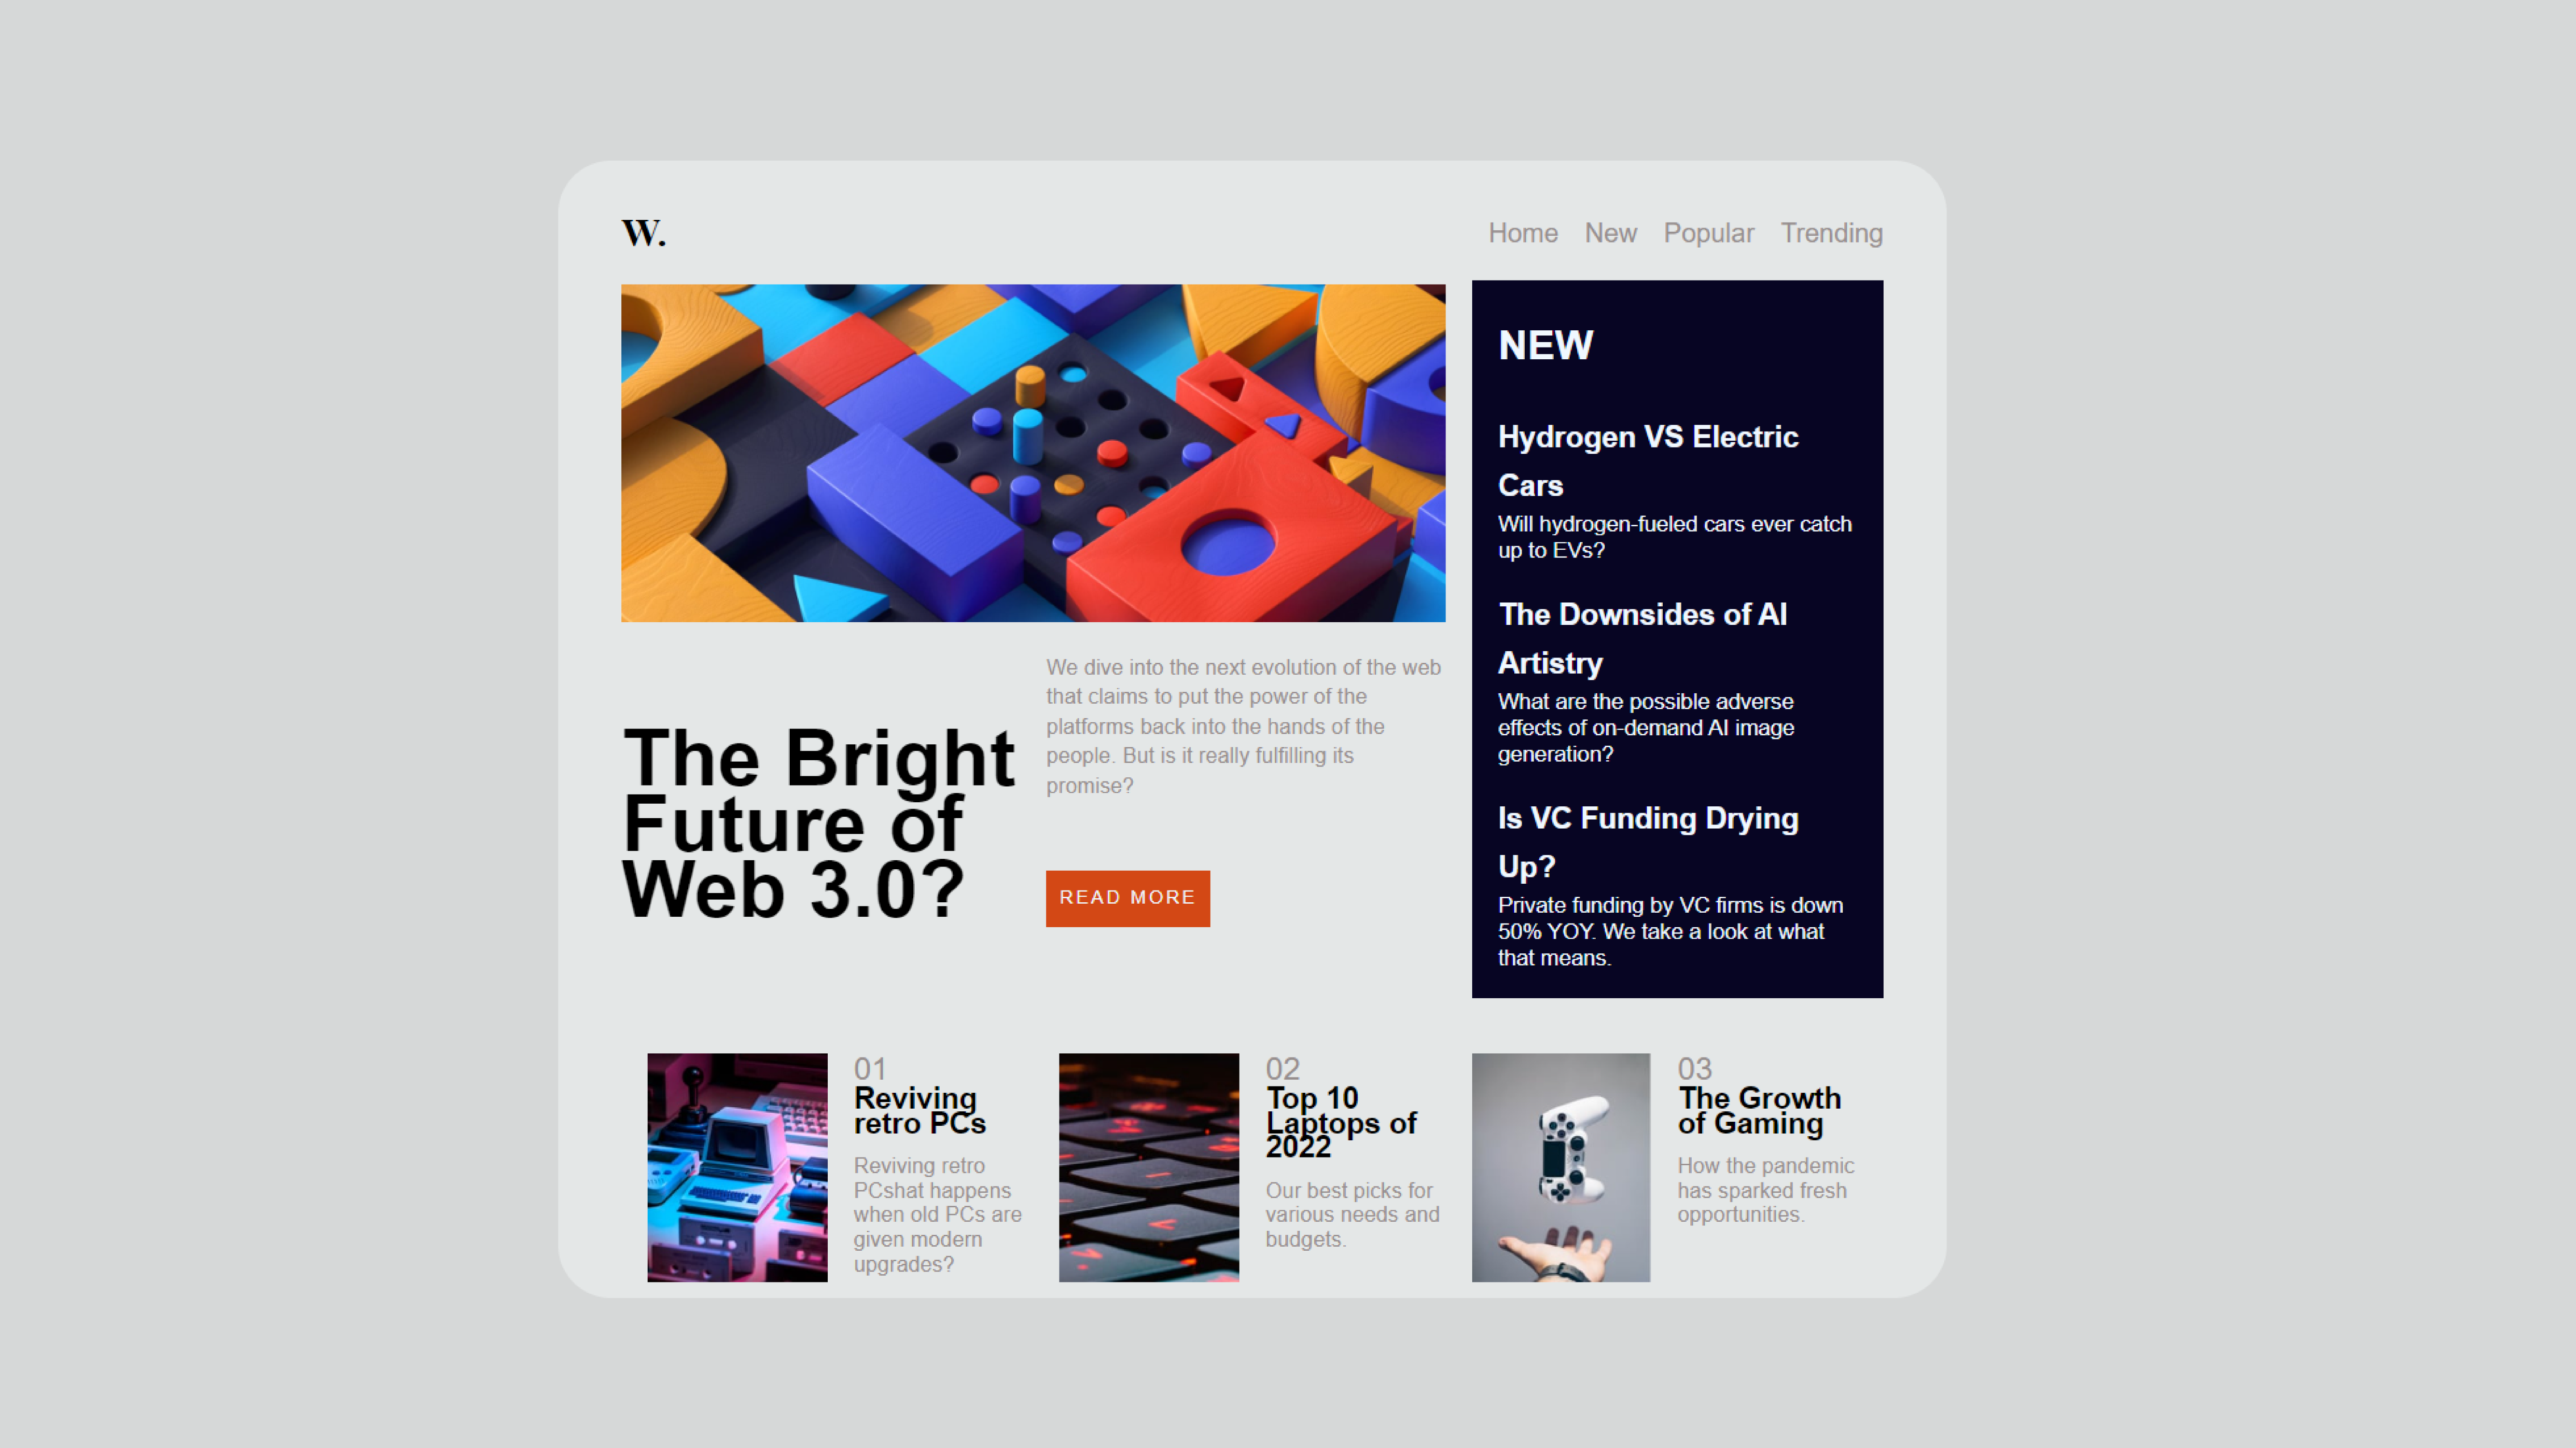 W.
Home New Popular Trending
The Bright
Future of
Web 3.0?
We dive into the next evolution of the web
that claims to put the power of the
platforms back into the hands of the
people. But is it really fulfilling its
promise?
READ MORE
NEW
Hydrogen VS Electric
Cars
Will hydrogen-fueled cars ever catch
up to EVs?
The Downsides of AI
Artistry
What are the possible adverse
effects of on-demand AI image
generation?
Is VC Funding Drying
Up?
Private funding by VC firms is down
50% YOY. We take a look at what
that means.
01
Reviving
retro PCs
Reviving retro
PCshat happens
when old PCs are
given modern
upgrades?
02
Top 10
Laptops of
2022
Our best picks for
various needs and
budgets.
03
The Growth
of Gaming
How the pandemic
has sparked fresh
opportunities.